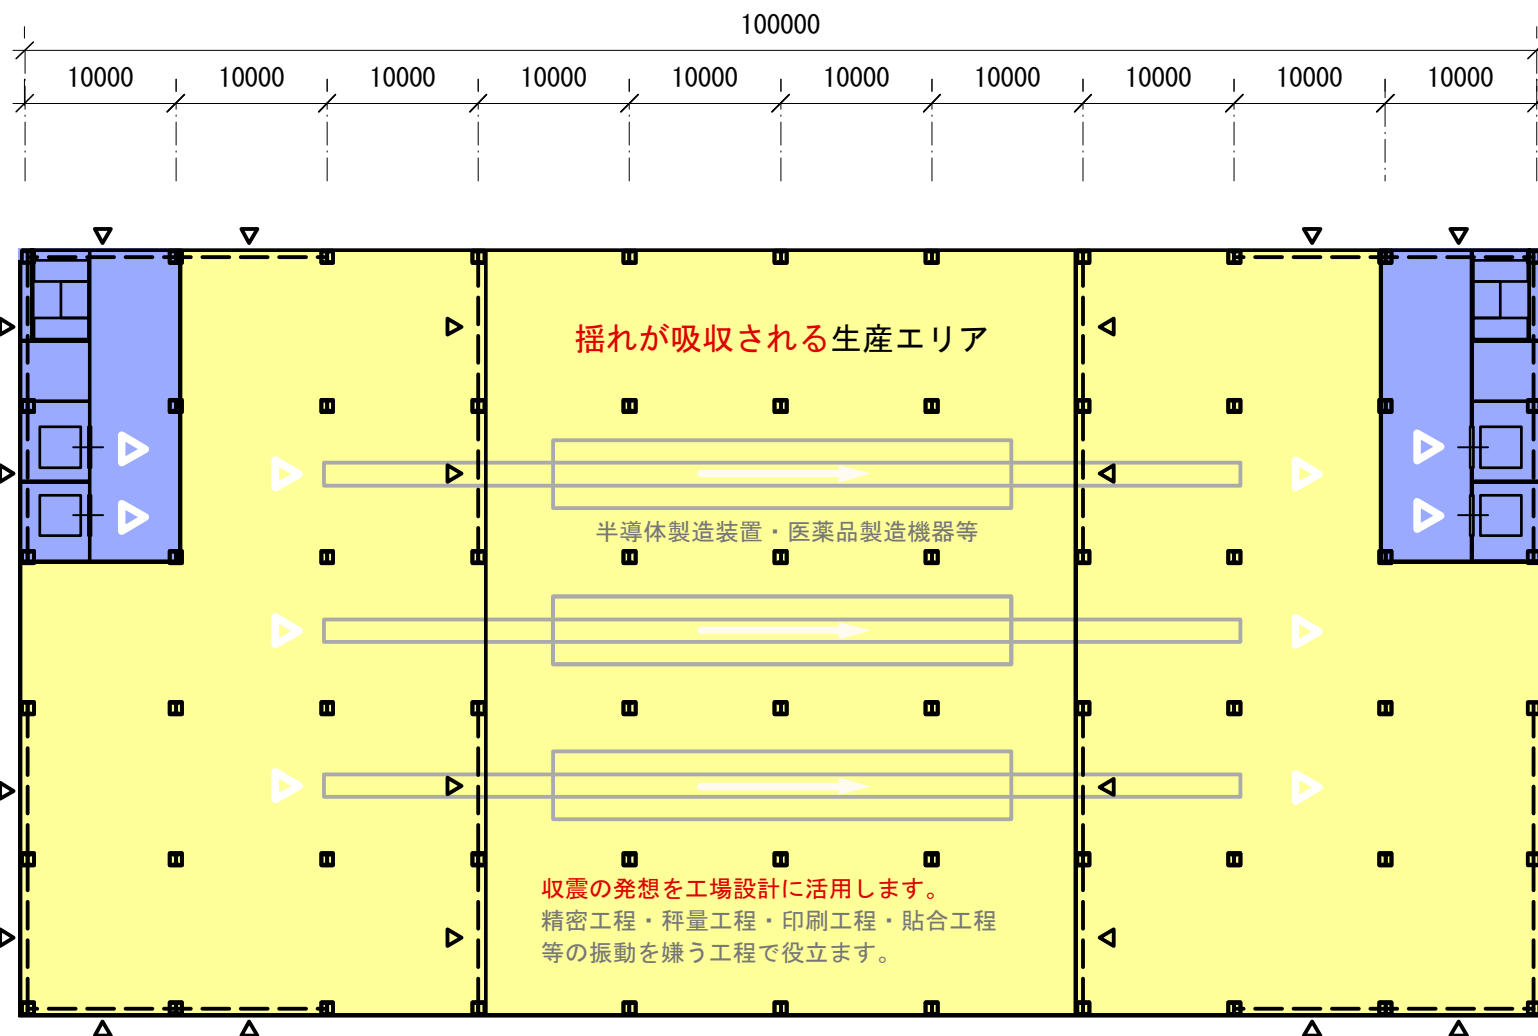 100000
10000 10000 10000 10000 10000 10000 10000 10000 10000 10000
揺れが吸収される生産エリア
半導体製造装置・医薬品製造機器等
収震の発想を工場設計に活用します。
精密工程・秤量工程・印刷工程・貼合工程
等の振動を嫌う工程で役立ます。